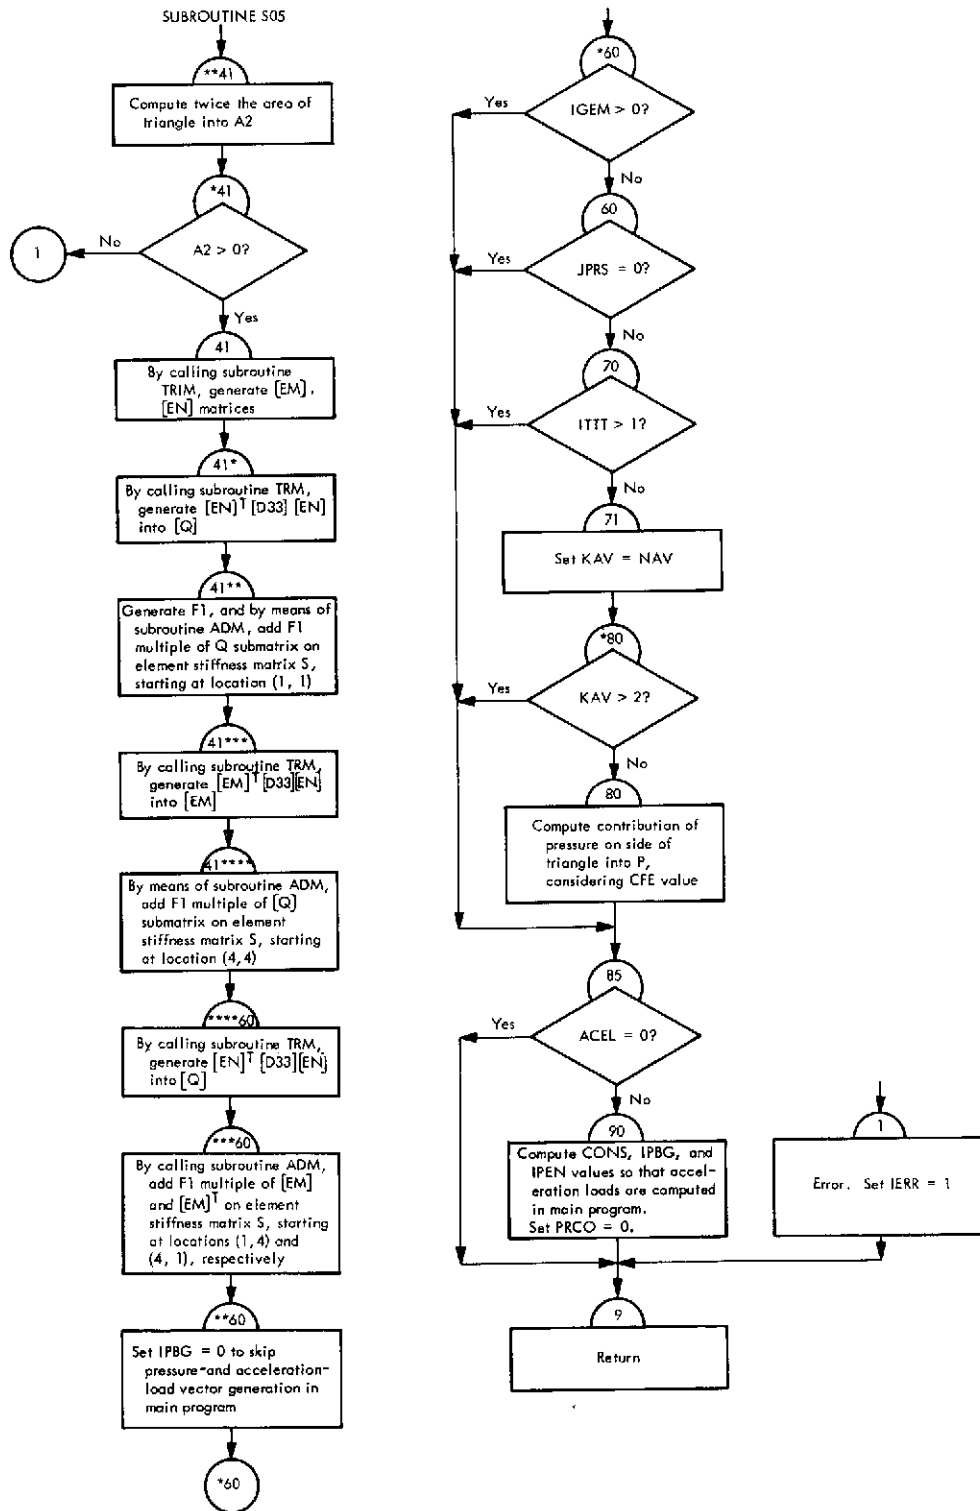 SUBROUTINE S05
**41
Compute twice the area of
triangle into A2
*41
A2 > 0?
No
1
Yes
41
By calling subroutine
TRIM, generate [EM],
[EN] matrices
41*
By calling subroutine TRM,
generate [EN]T [D33] [EN]
into [Q]
41**
Generate F1, and by means of
subroutine ADM, add F1
multiple of Q submatrix on
element stiffness matrix S,
starting at location (1, 1)
41***
By calling subroutine TRM,
generate [EM]T [D33][EN]
into [EM]
41****
By means of subroutine ADM,
add F1 multiple of [Q]
submatrix on element
stiffness matrix S, starting
at location (4,4)
****60
By calling subroutine TRM,
generate [EN]T [D33][EN]
into [Q]
***60
By calling subroutine ADM,
add F1 multiple of [EM]
and [EM]T on element
stiffness matrix S, starting
at locations (1,4) and
(4, 1), respectively
**60
Set IPBG = 0 to skip
pressure-and acceleration-
load vector generation in
main program
*60
*60
IGEM > 0?
Yes
No
60
JPRS = 0?
Yes
No
70
ITTT > 1?
Yes
No
71
Set KAV = NAV
*80
KAV > 2?
Yes
No
80
Compute contribution of
pressure on side of
triangle into P,
considering CFE value
85
ACEL = 0?
Yes
No
90
Compute CONS, IPBG, and
IPEN values so that accel-
eration loads are computed
in main program.
Set PRCO = 0.
1
Error. Set IERR = 1
9
Return